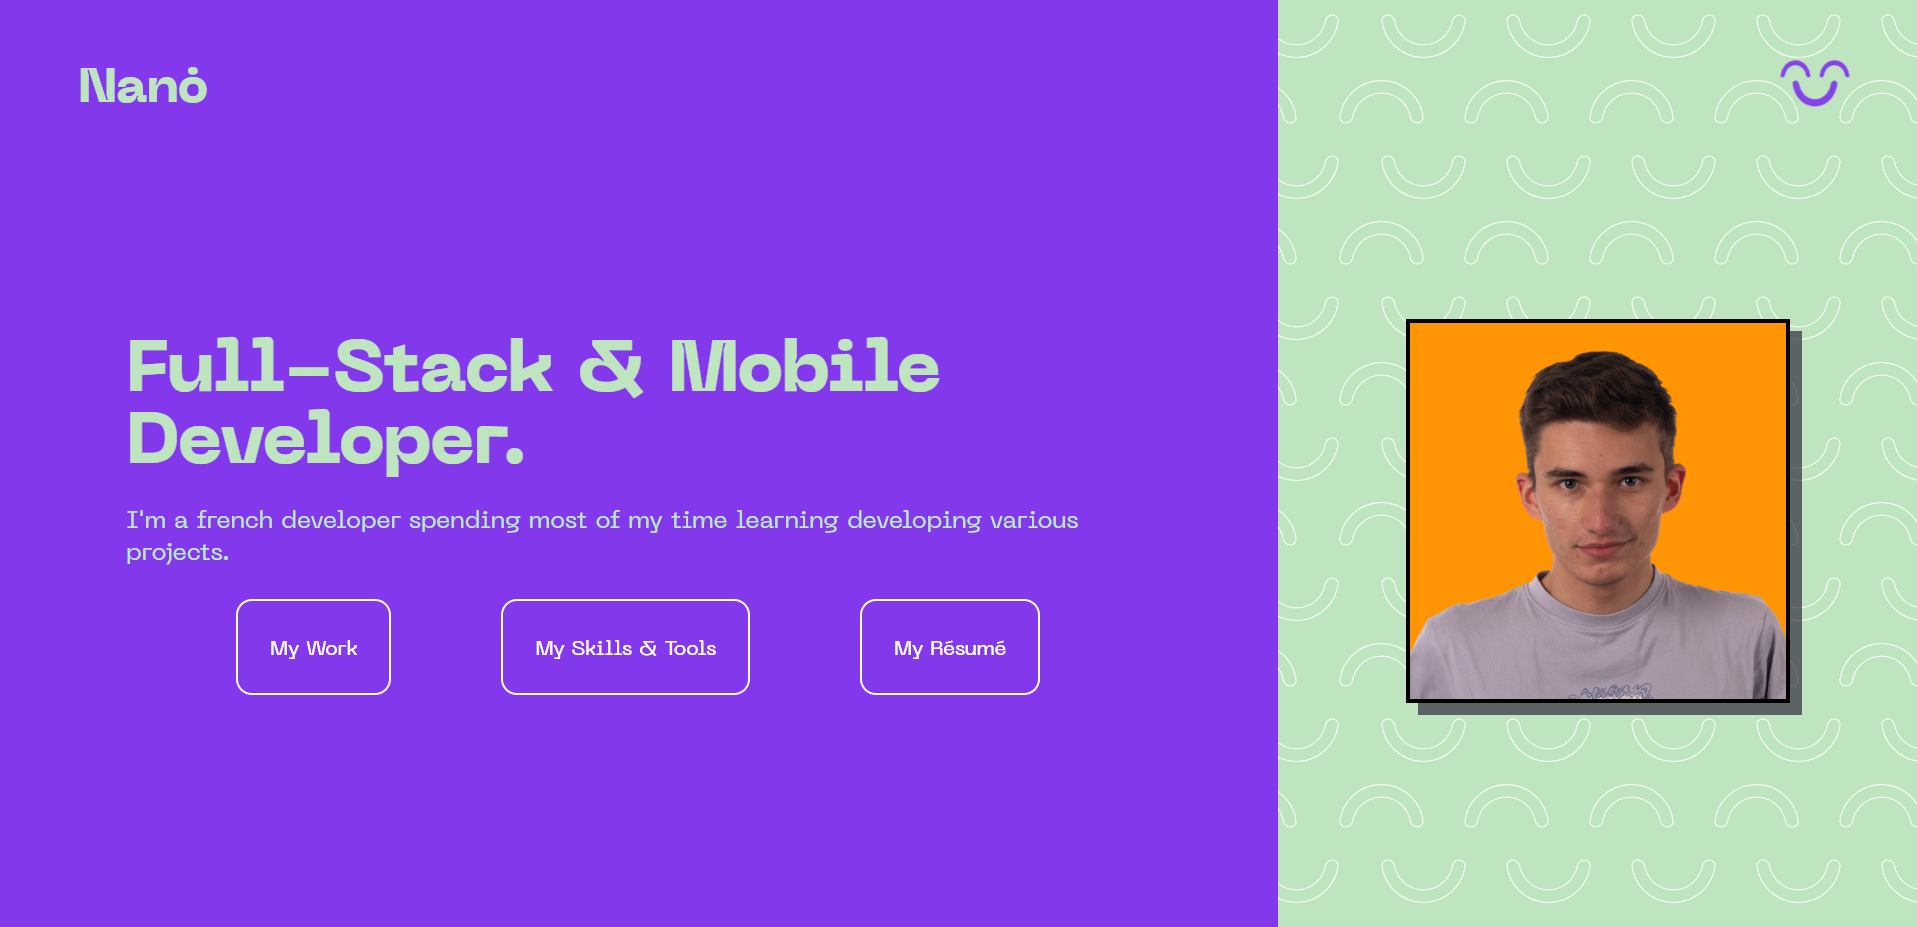 Nanȯ
Full-Stack & Mobile
Developer.
I'm a french developer spending most of my time learning developing various
projects.
My Work
My Skills & Tools
My Résumé